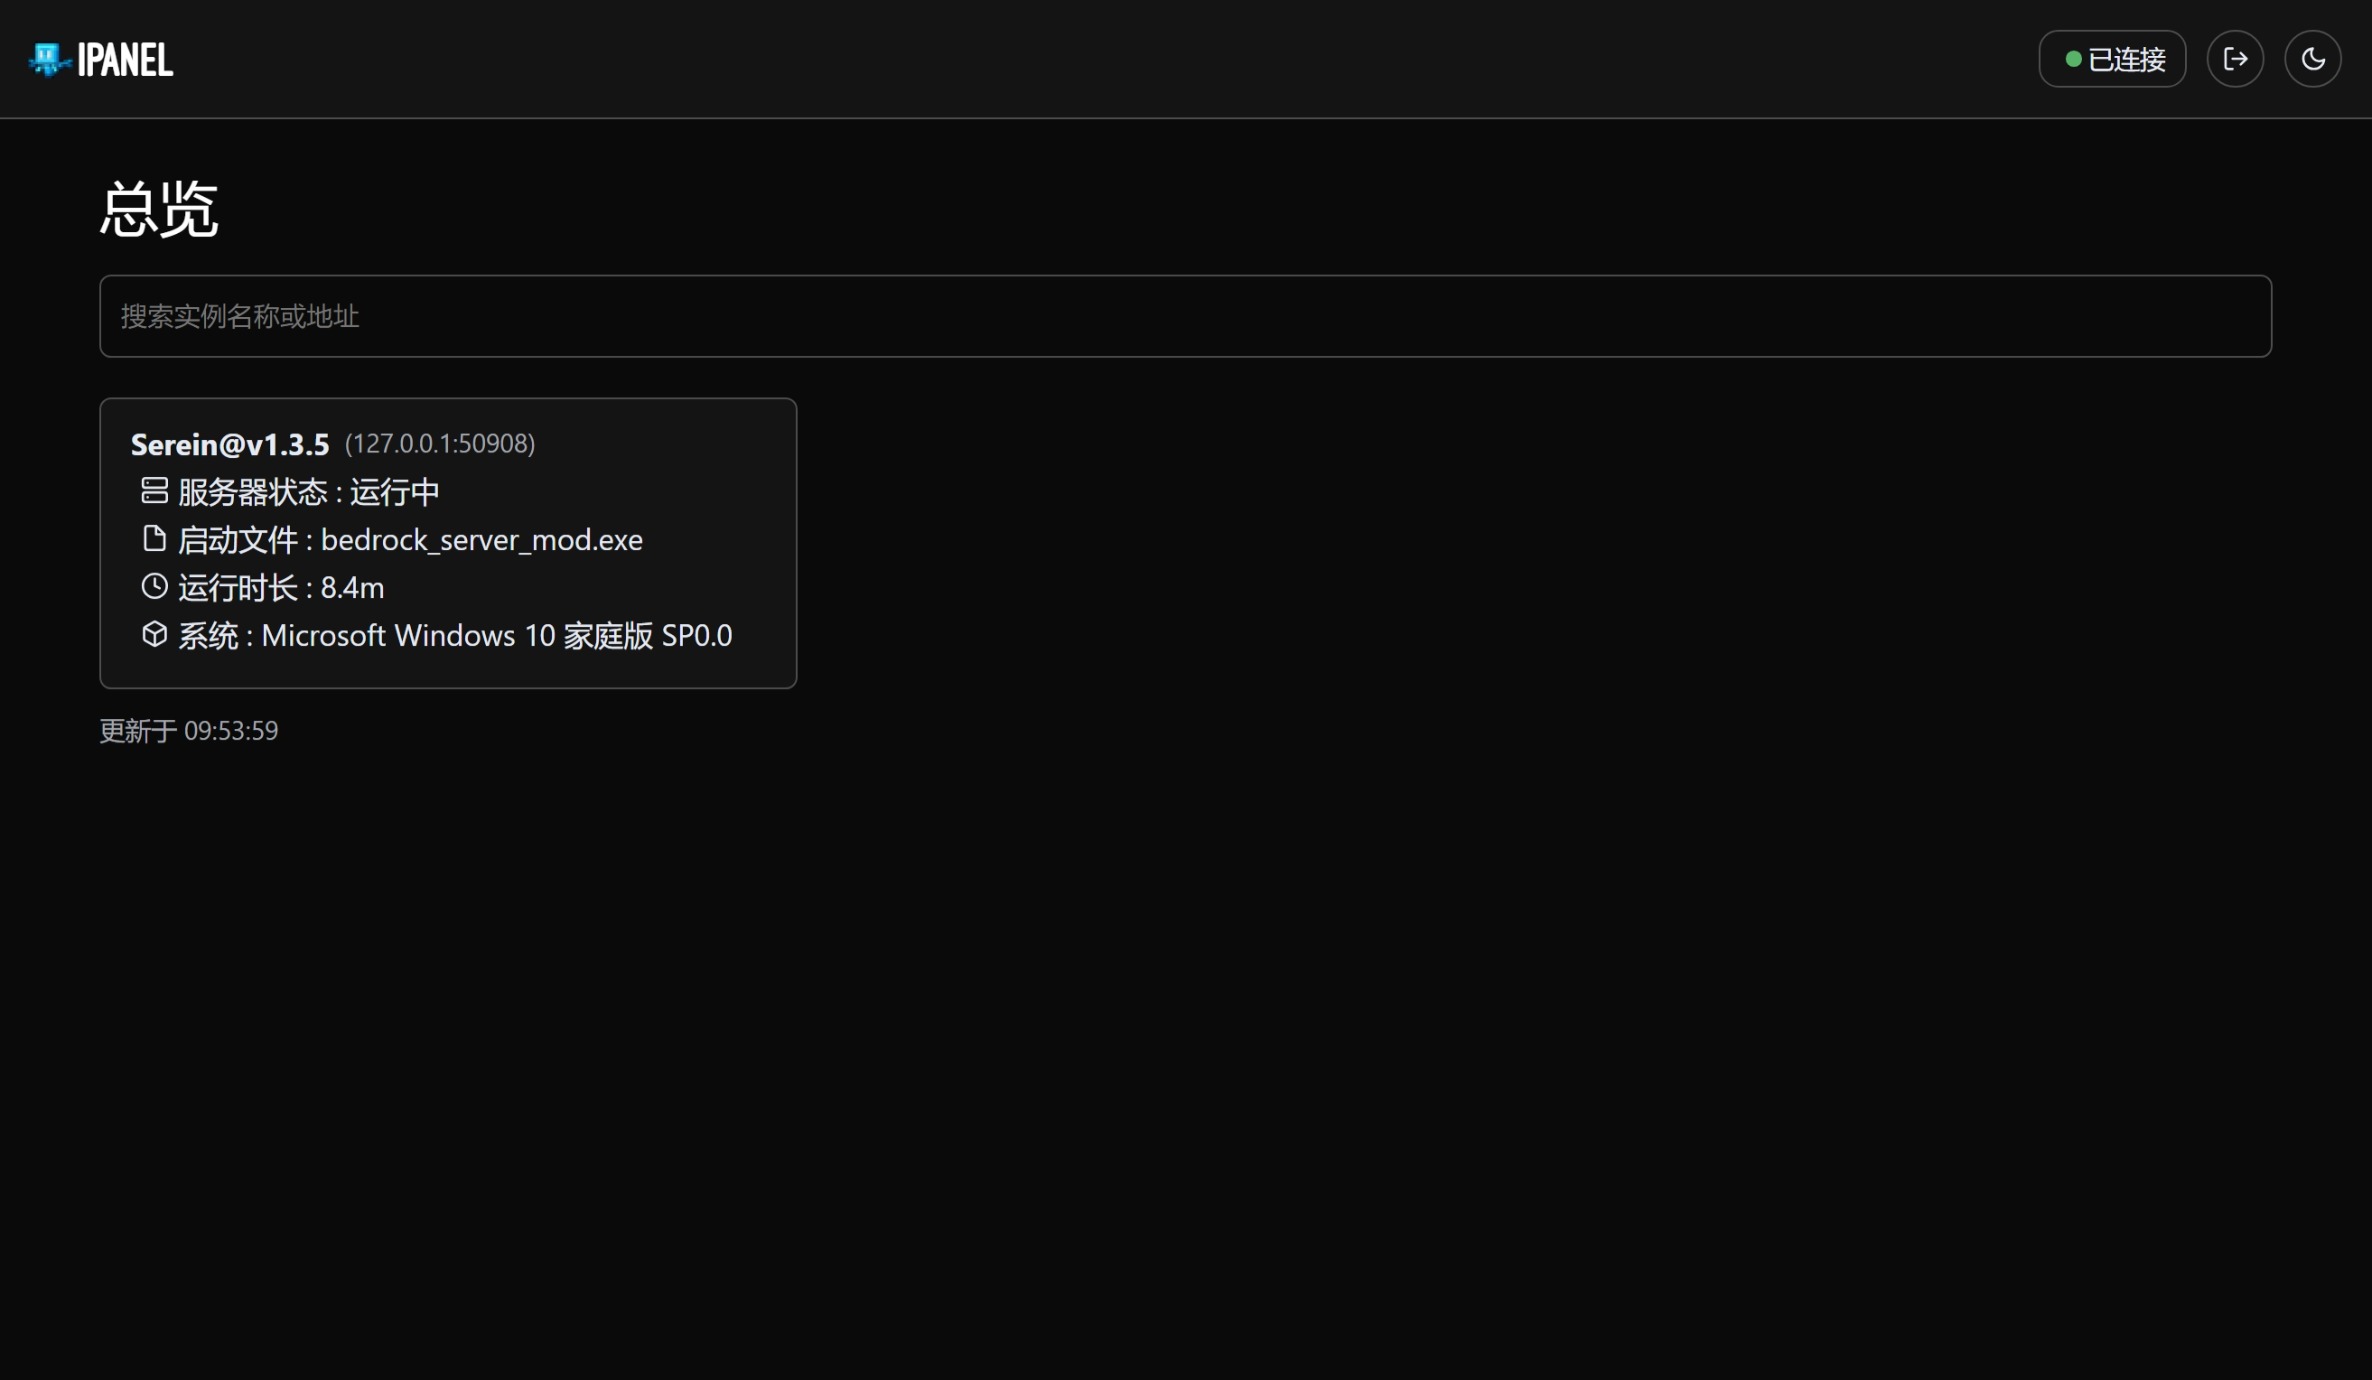 IPANEL
已连接
总览
搜索实例名称或地址
Serein@v1.3.5 (127.0.0.1:50908)
服务器状态 : 运行中
启动文件 : bedrock_server_mod.exe
运行时长 : 8.4m
系统 : Microsoft Windows 10 家庭版 SP0.0
更新于 09:53:59